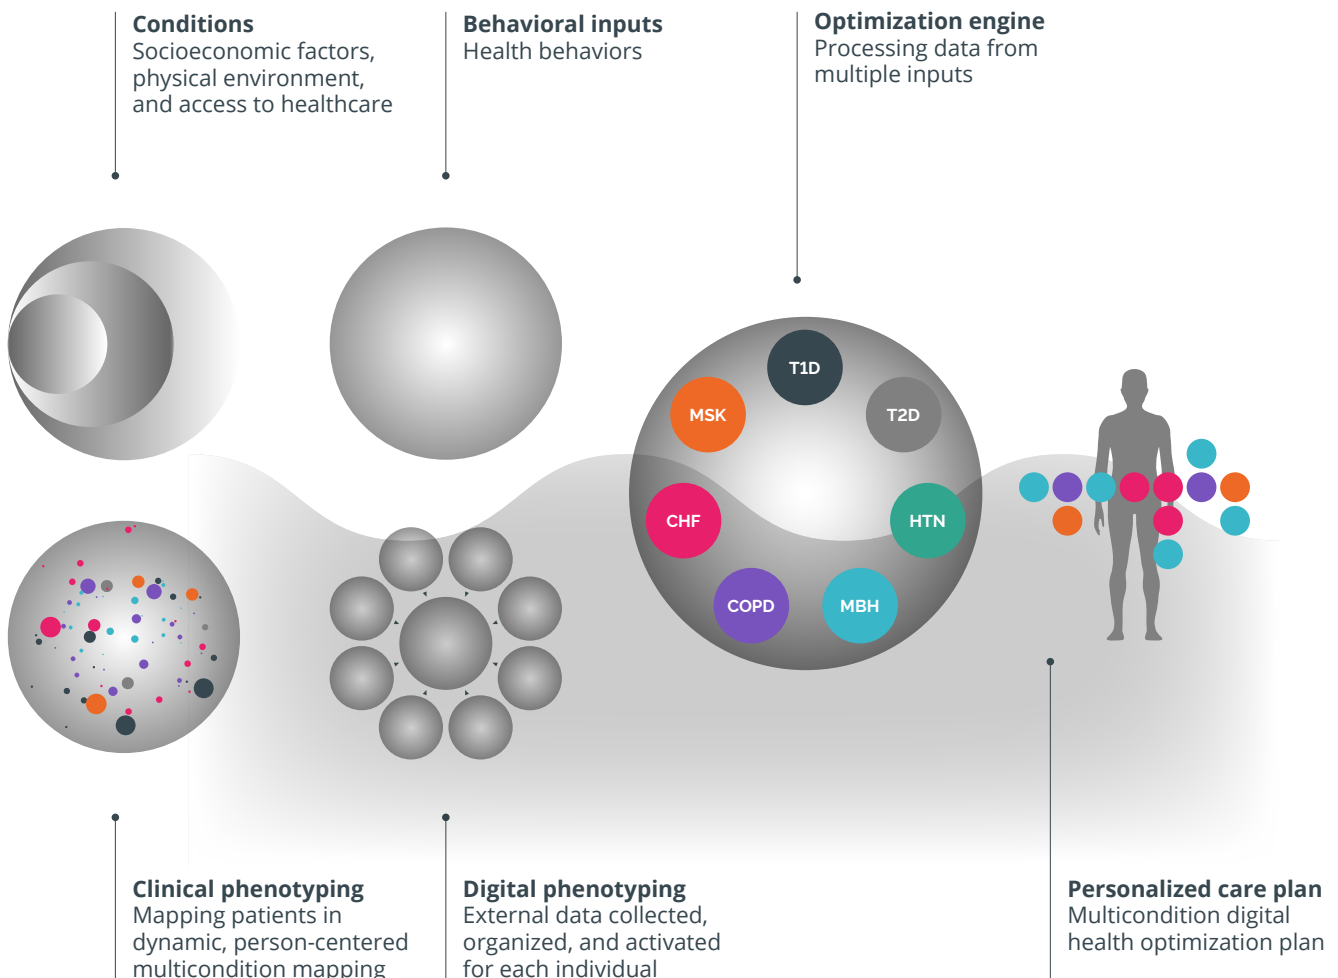 Conditions
Socioeconomic factors,
physical environment,
and access to healthcare
Behavioral inputs
Health behaviors
Optimization engine
Processing data from
multiple inputs
T1D
MSK
T2D
CHF
HTN
COPD
MBH
Clinical phenotyping
Mapping patients in
dynamic, person-centered
multicondition mapping
Digital phenotyping
External data collected,
organized, and activated
for each individual
Personalized care plan
Multicondition digital
health optimization plan